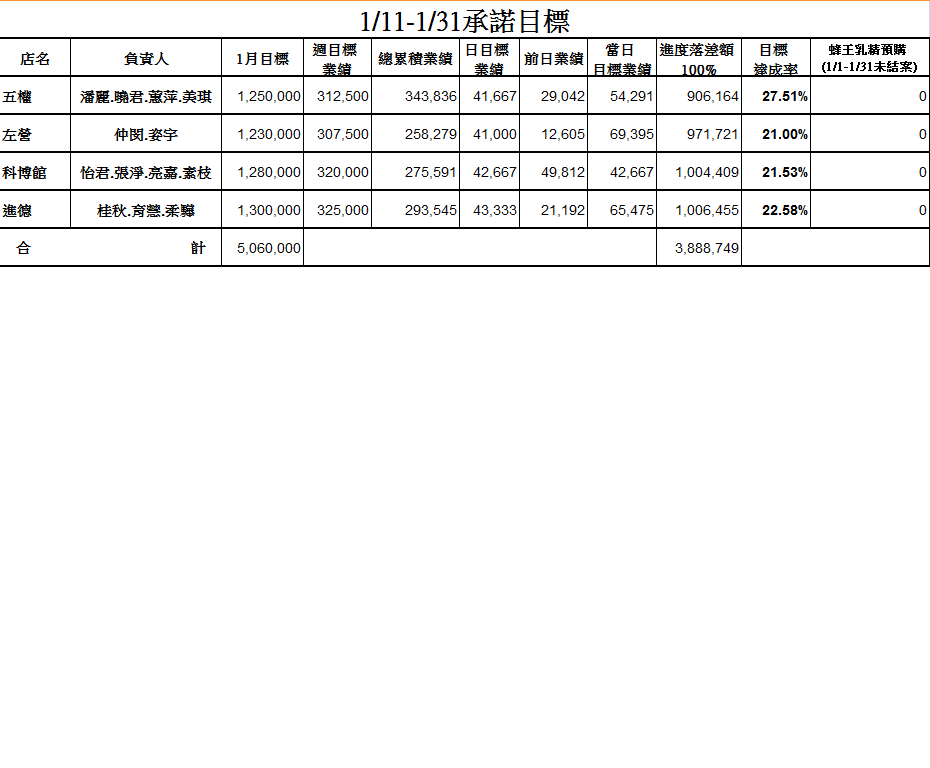 1/11-1/31承諾目標
店名 負責人 1月目標 週目標業績 總累積業績 日目標業績 前日業績 當日目標業績 進度落差額100% 目標達成率 蜂王乳精預購(1/1-1/31未結案)
五權 潘麗.曉君.蕙萍.美琪 1,250,000 312,500 343,836 41,667 29,042 54,291 906,164 27.51% 0
左營 仲閔.姿宇 1,230,000 307,500 258,279 41,000 12,605 69,395 971,721 21.00% 0
科博館 怡君.張淨.亮嘉.素枝 1,280,000 320,000 275,591 42,667 49,812 42,667 1,004,409 21.53% 0
進德 桂秋.育慧.柔驊 1,300,000 325,000 293,545 43,333 21,192 65,475 1,006,455 22.58% 0
合計 5,060,000 3,888,749